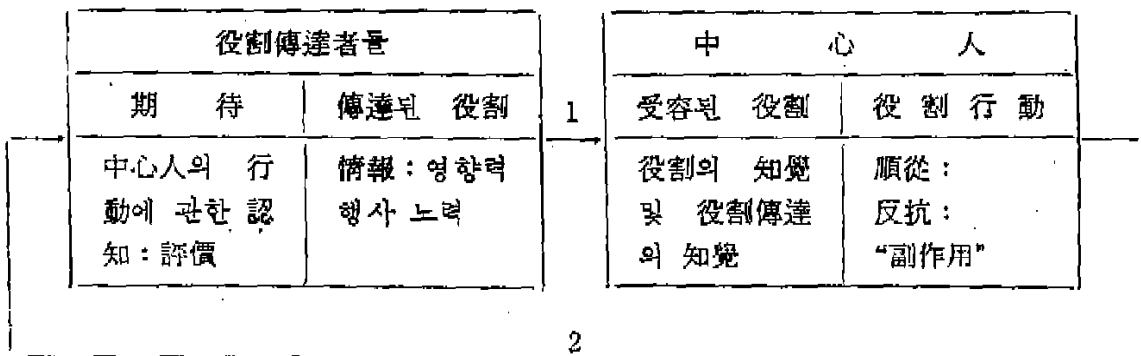 役割傳達者들
中 心 人
期 待
傳達된 役割
1
受容된 役割
役 割 行 動
中心人의 行
動에 관한 認
知 : 評價
情報 : 영향력
행사 노력
役割의 知覺
및 役割傳達
의 知覺
順從 :
反抗 :
“副作用”
2